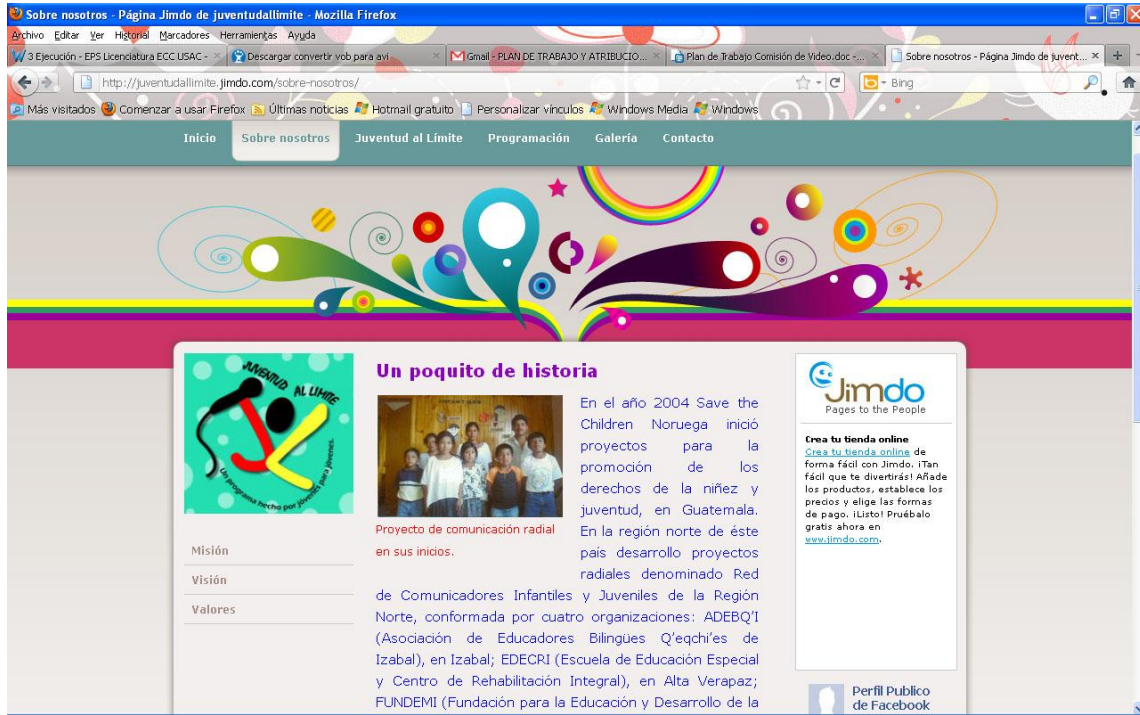 Sobre nosotros - Página Jimdo de juventudallimite - Mozilla Firefox
Archivo Editar Ver Historial Marcadores Herramientas Ayuda
3 Ejecución - EPS Licenciatura ECC USAC -
Descargar convertir vob para avi
Gmail - PLAN DE TRABAJO Y ATRIBUCIO...
Plan de Trabajo Comisión de Video.doc -...
Sobre nosotros - Página Jimdo de juvent...
http://juventudallimite.jimdo.com/sobre-nosotros/
Bing
Más visitados Comenzar a usar Firefox Últimas noticias Hotmail gratuito Personalizar vínculos Windows Media Windows
Inicio Sobre nosotros Juventud al Límite Programación Galería Contacto
JUVENTUD AL LIMITE
Un programa hecho por jóvenes para jóvenes.
Misión
Visión
Valores
Un poquito de historia
Proyecto de comunicación radial
en sus inicios.
En el año 2004 Save the
Children Noruega inició
proyectos para la
promoción de los
derechos de la niñez y
juventud, en Guatemala.
En la región norte de éste
país desarrollo proyectos
radiales denominado Red
de Comunicadores Infantiles y Juveniles de la Región
Norte, conformada por cuatro organizaciones: ADEBQ'I
(Asociación de Educadores Bilingües Q'eqchi'es de
Izabal), en Izabal; EDECRI (Escuela de Educación Especial
y Centro de Rehabilitación Integral), en Alta Verapaz;
FUNDEMI (Fundación para la Educación y Desarrollo de la
Jimdo
Pages to the People
Crea tu tienda online
Crea tu tienda online de
forma fácil con Jimdo. ¡Tan
fácil que te divertirás! Añade
los productos, establece los
precios y elige las formas
de pago. ¡Listo! Pruébalo
gratis ahora en
www.jimdo.com.
Perfil Publico
de Facebook